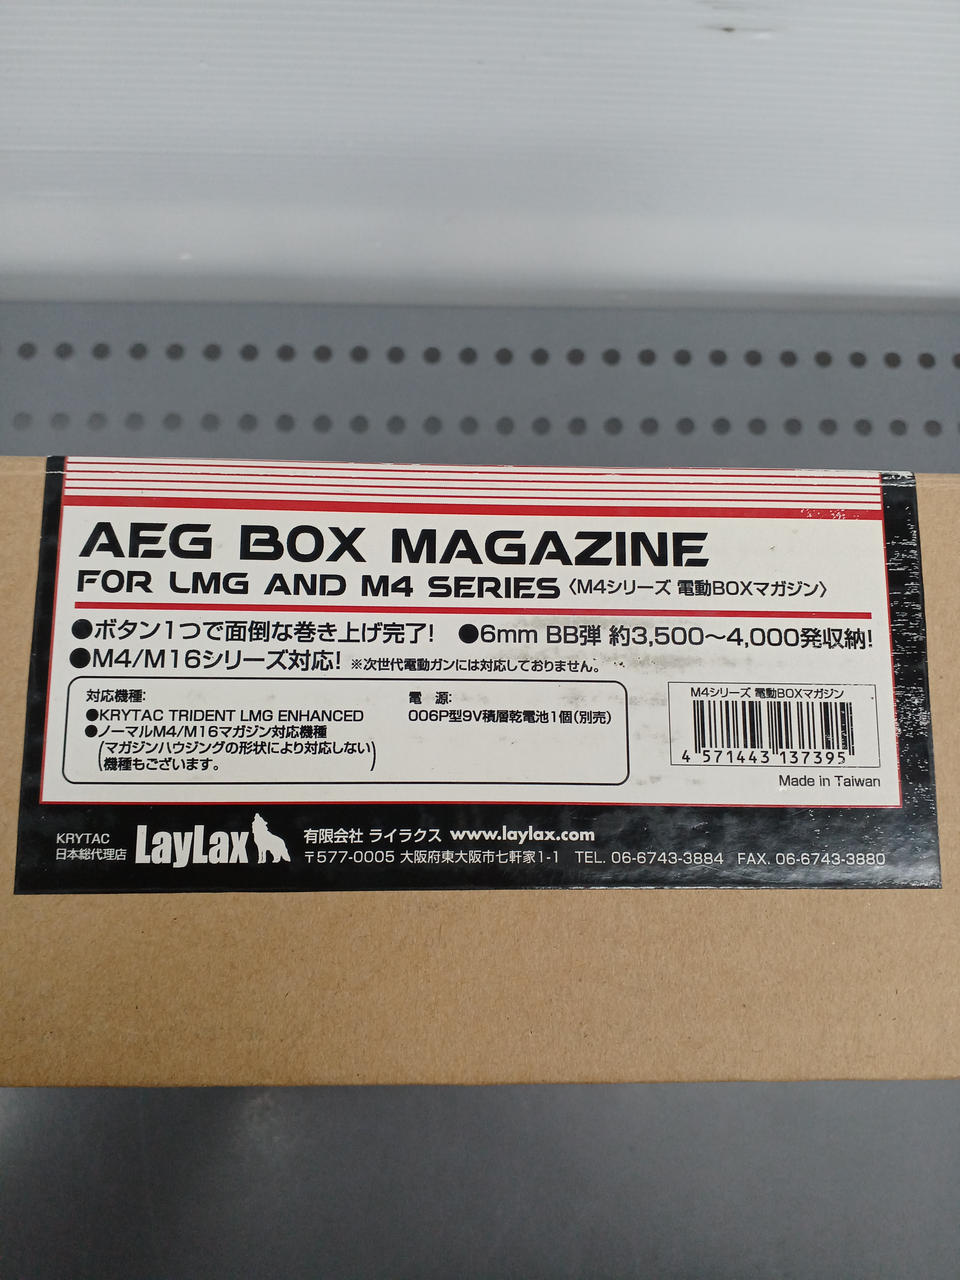 AEG BOX MAGAZINE
FOR LMG AND M4 SERIES〈M4シリーズ 電動BOXマガジン〉
●ボタン1つで面倒な巻き上げ完了! ●6mm BB弾 約3,500～4,000発収納!
●M4/M16シリーズ対応! ※次世代電動ガンには対応しておりません。
対応機種:
●KRYTAC TRIDENT LMG ENHANCED
●ノーマルM4/M16マガジン対応機種
(マガジンハウジングの形状により対応しない
機種もございます。)
電 源:
006P型9V積層乾電池1個(別売)
M4シリーズ 電動BOXマガジン
4 571443 137395
Made in Taiwan
KRYTAC
日本総代理店
LayLax
有限会社 ライラクス www.laylax.com
〒577-0005 大阪府東大阪市七軒家1-1 TEL. 06-6743-3884 FAX. 06-6743-3880